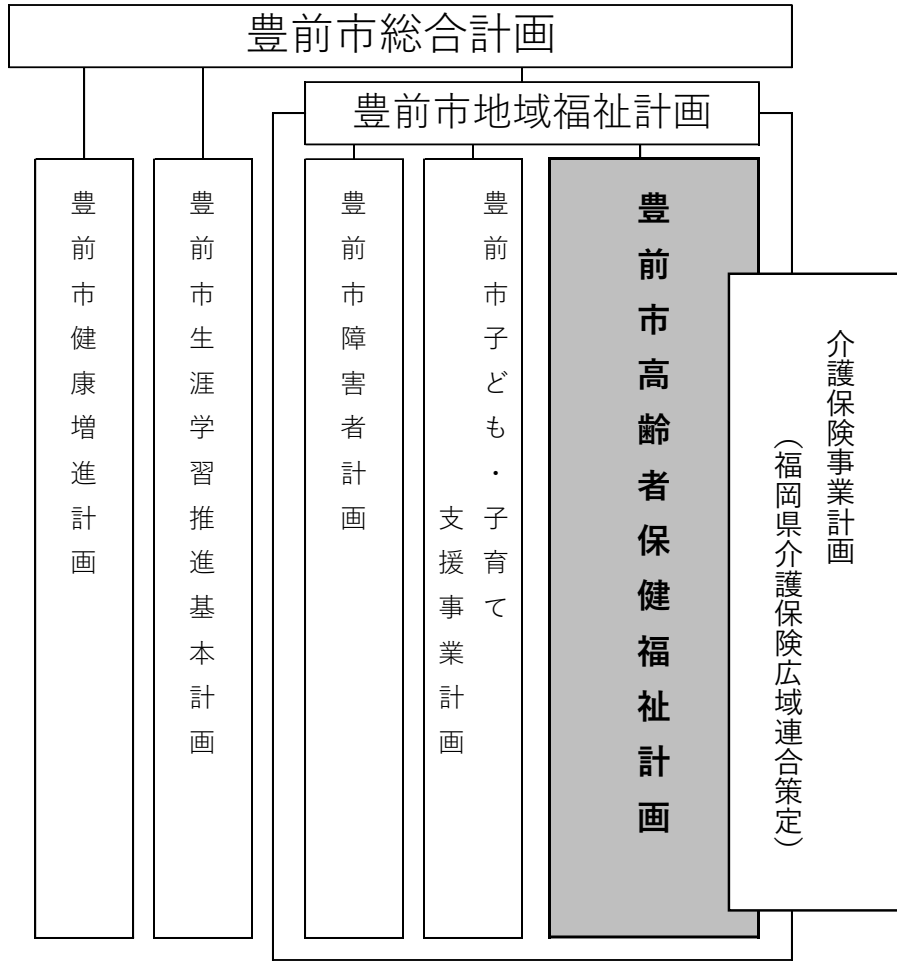 豊前市総合計画
豊前市地域福祉計画
豊前市健康増進計画
豊前市生涯学習推進基本計画
豊前市障害者計画
豊前市子ども・子育て
支援事業計画
豊前市高齢者保健福祉計画
介護保険事業計画
（福岡県介護保険広域連合策定）